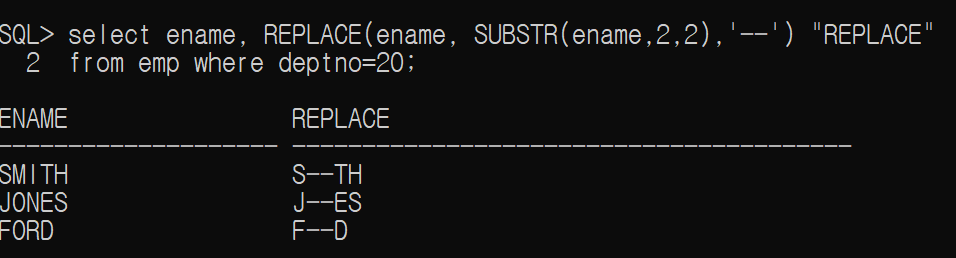 SQL> select ename, REPLACE(ename, SUBSTR(ename,2,2),'--') "REPLACE"
  2  from emp where deptno=20;
ENAME                REPLACE
-------------------- ----------------------------------------
SMITH                S--TH
JONES                J--ES
FORD                 F--D